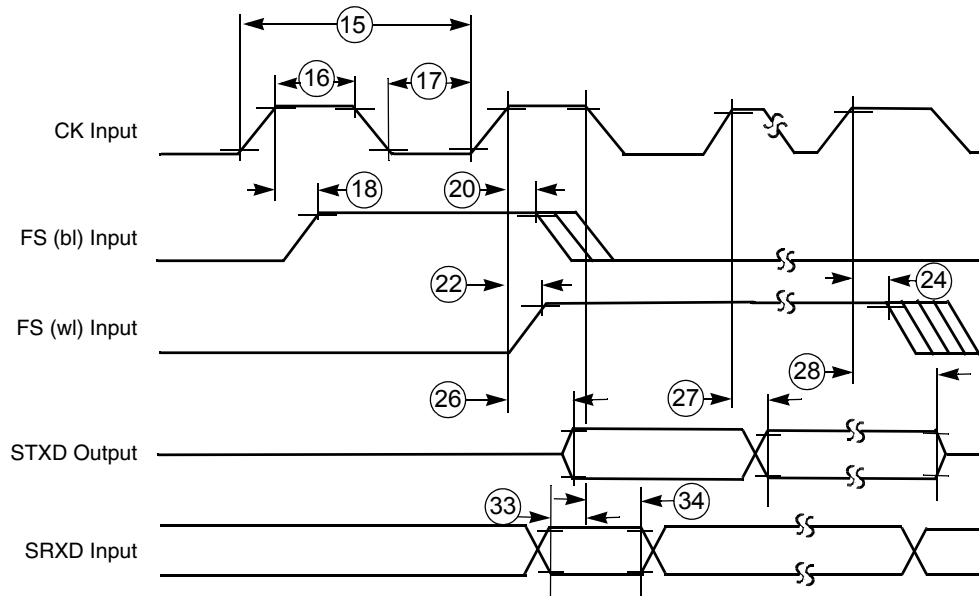 15
16
17
CK Input
18
20
FS (bl) Input
22
24
FS (wl) Input
26
27
28
STXD Output
33
34
SRXD Input